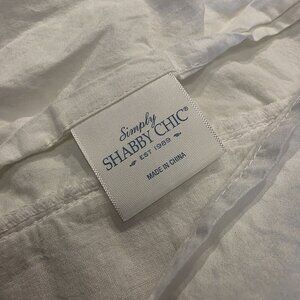 Simply
SHABBY CHIC®
EST 1989
MADE IN CHINA